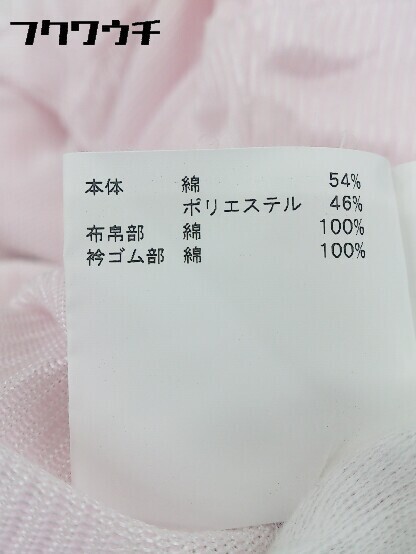 フクワウチ
本体 綿 54%
ポリエステル 46%
布帛部 綿 100%
衿ゴム部 綿 100%